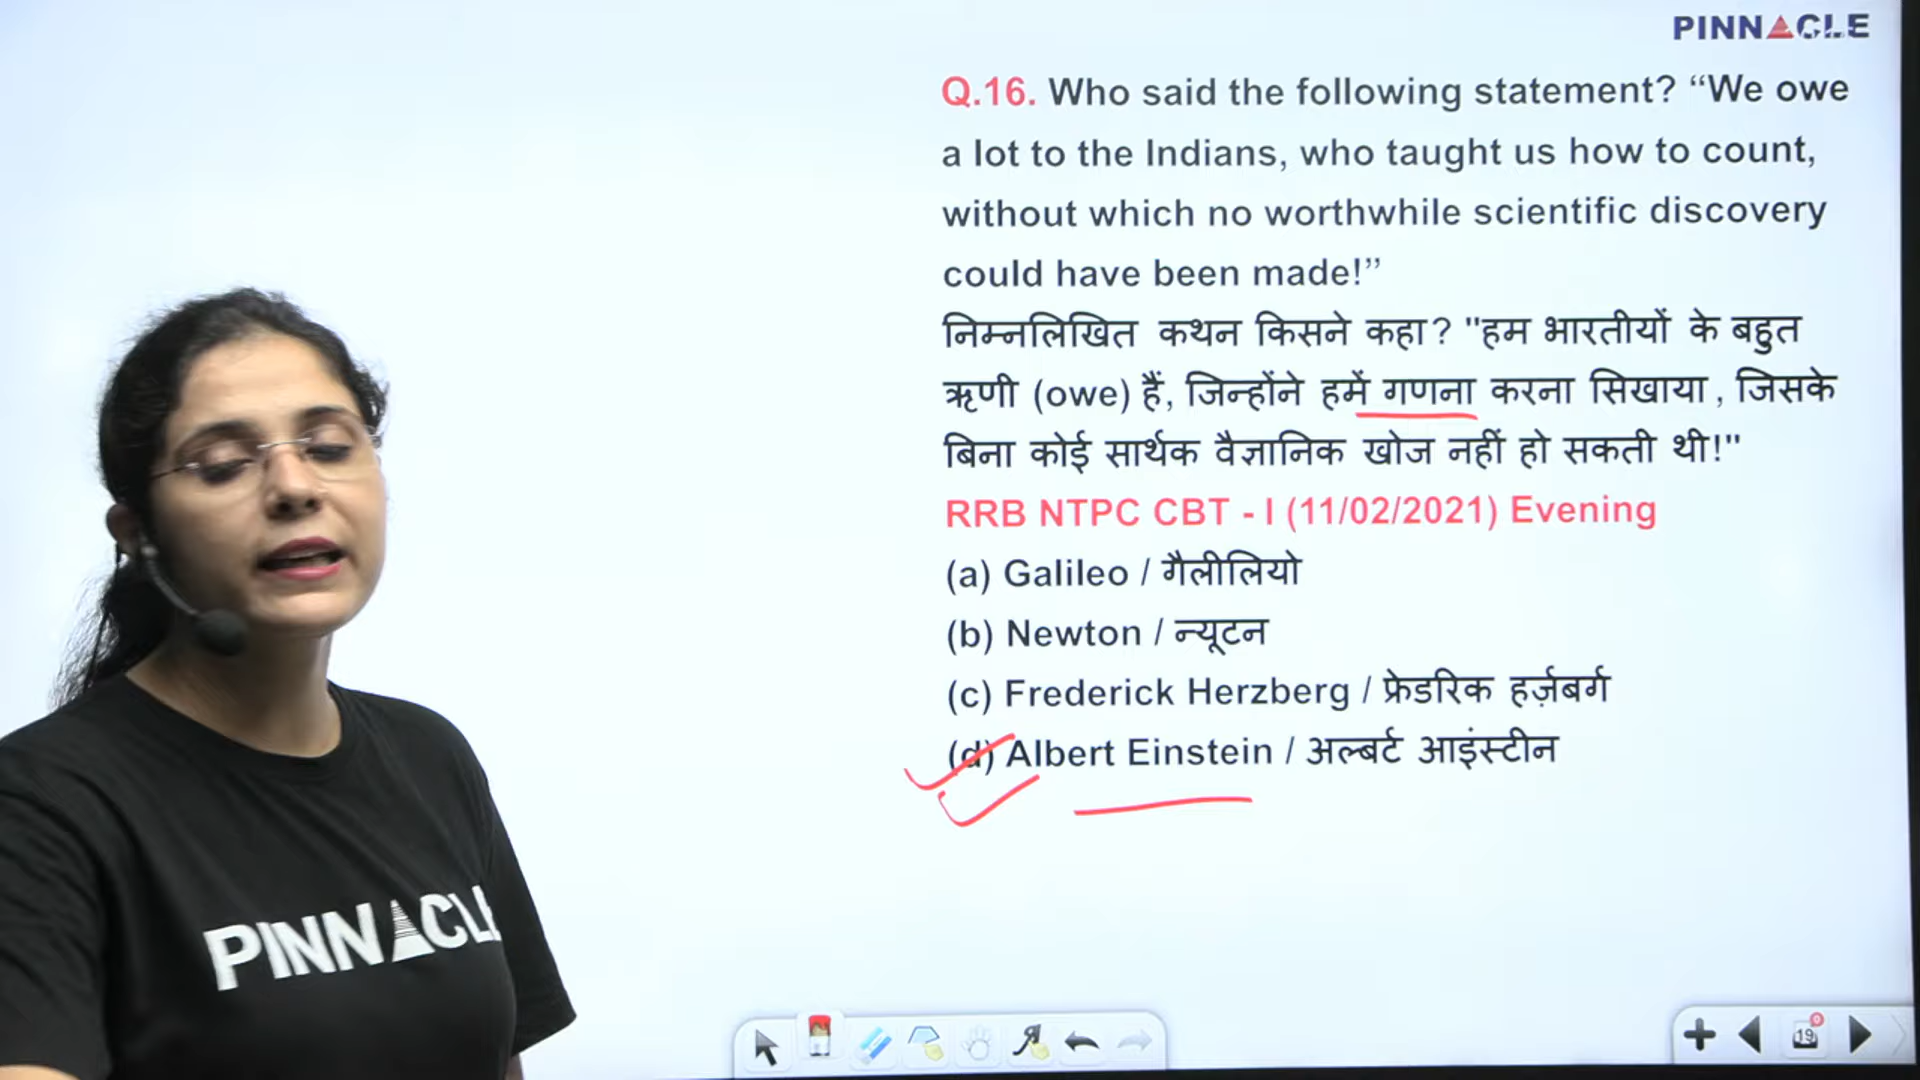 PINNACLE
Q.16. Who said the following statement? “We owe
a lot to the Indians, who taught us how to count,
without which no worthwhile scientific discovery
could have been made!”
निम्नलिखित कथन किसने कहा? "हम भारतीयों के बहुत
ऋणी (owe) हैं, जिन्होंने हमें गणना करना सिखाया, जिसके
बिना कोई सार्थक वैज्ञानिक खोज नहीं हो सकती थी!"
RRB NTPC CBT - I (11/02/2021) Evening
(a) Galileo / गैलीलियो
(b) Newton / न्यूटन
(c) Frederick Herzberg / फ्रेडरिक हर्ज़बर्ग
(d) Albert Einstein / अल्बर्ट आइंस्टीन
PINNACLE
19
0